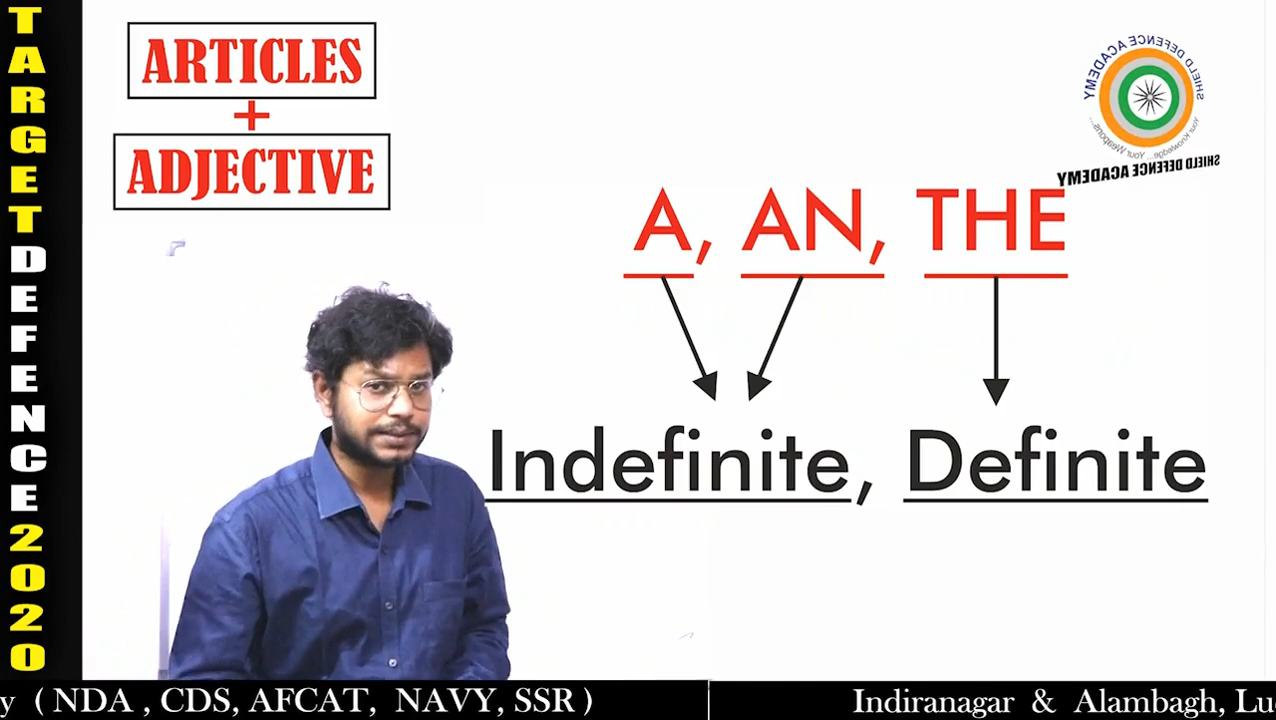 TARGET DEFENCE 2020
ARTICLES
+
ADJECTIVE
SHIELD DEFENCE ACADEMY
Your Knowledge... Your Weapons...
SHIELD DEFENCE ACADEMY
A, AN, THE
Indefinite, Definite
y ( NDA , CDS, AFCAT, NAVY, SSR )
Indiranagar & Alambagh, Lu